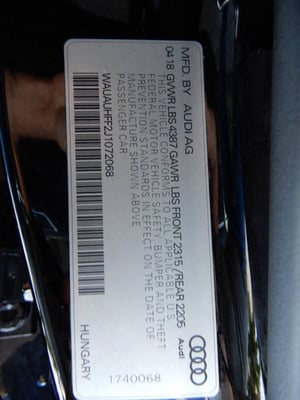 MFD. BY AUDI AG
04 18 GVWR LBS 4387 GAWR LBS FRONT 2315 /REAR 2205
THIS VEHICLE CONFORMS TO ALL APPLICABLE U.S.
FEDERAL MOTOR VEHICLE SAFETY, BUMPER AND THEFT
PREVENTION STANDARDS IN EFFECT ON THE DATE OF
MANUFACTURE SHOWN ABOVE
PASSENGER CAR
WAUAUHFF2J1072068
HUNGARY
Audi
1740068